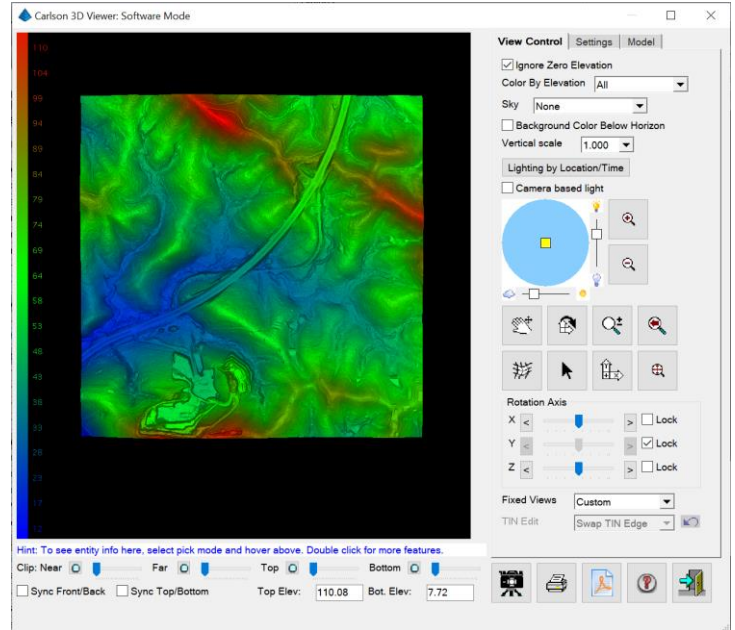 Carlson 3D Viewer: Software Mode
110
104
99
94
89
84
79
74
69
64
58
53
48
43
38
33
28
23
17
12
View Control Settings Model
Ignore Zero Elevation
Color By Elevation All
Sky None
Background Color Below Horizon
Vertical scale 1.000
Lighting by Location/Time
Camera based light
Rotation Axis
X < > Lock
Y < > Lock
Z < > Lock
Fixed Views Custom
TIN Edit Swap TIN Edge
Hint: To see entity info here, select pick mode and hover above. Double click for more features.
Clip: Near Far Top Bottom
Sync Front/Back Sync Top/Bottom Top Elev: 110.08 Bot. Elev: 7.72